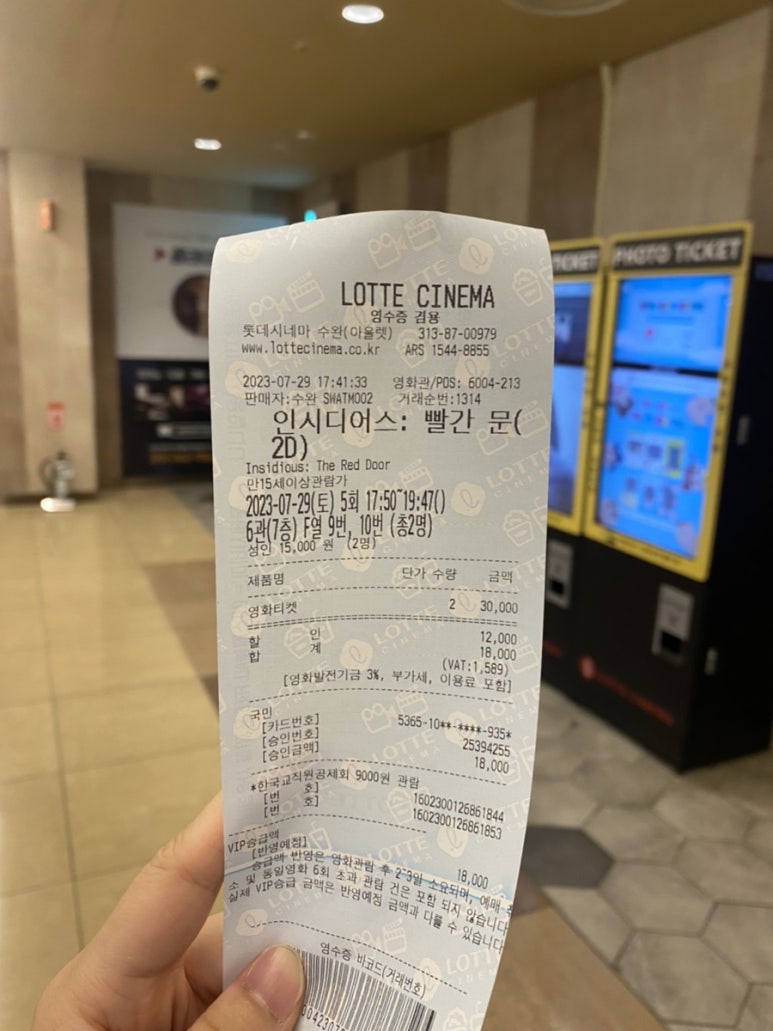 PHOTO TICKET
LOTTE CINEMA
영수증 겸용
롯데시네마 수완(아울렛) 313-87-00979
www.lottecinema.co.kr ARS 1544-8855
2023-07-29 17:41:33 영화관/POS: 6004-213
판매자:수완 SWATM002 거래순번:1314
인시디어스: 빨간 문(
2D)
Insidious: The Red Door
만15세이상관람가
2023-07-29(토) 5회 17:50~19:47()
6관(7층) F열 9번, 10번 (총2명)
성인 15,000 원 (2명)
제품명 단가 수량 금액
영화티켓 2 30,000
할 인 12,000
합 계 18,000
(VAT:1,589)
[영화발전기금 3%, 부가세, 이용료 포함]
국민
[카드번호] 5365-10**-****-935*
[승인번호] 25394255
[승인금액] 18,000
*한국교직원공제회 9000원 관람
[번 호] 1602300126861844
[번 호] 1602300126861853
VIP승급액
[반영예정] 18,000
승급액 반영은 영화관람 후 2~3일 소요되며, 예매 취
소 및 동일영화 6회 초과 관람 건은 포함 되지 않습니다
실제 VIP승급 금액은 반영예정 금액과 다를 수 있습니다
영수증 바코드(거래번호)